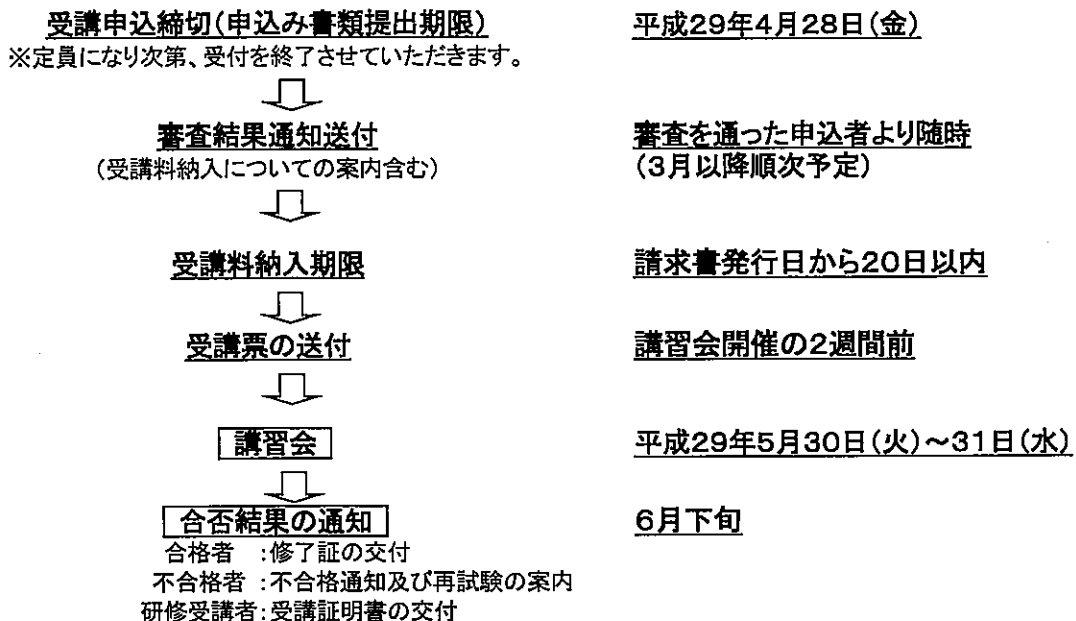 受講申込締切(申込み書類提出期限) 平成29年4月28日(金)
※定員になり次第、受付を終了させていただきます。
審査結果通知送付 審査を通った申込者より随時
(受講料納入についての案内含む) (3月以降順次予定)
受講料納入期限 請求書発行日から20日以内
受講票の送付 講習会開催の2週間前
講習会 平成29年5月30日(火)~31日(水)
合否結果の通知 6月下旬
合格者 :修了証の交付
不合格者 :不合格通知及び再試験の案内
研修受講者:受講証明書の交付